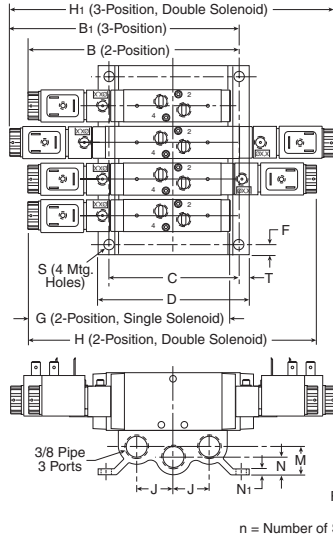 H1 (3-Position, Double Solenoid)
B1 (3-Position)
B (2-Position)
2
4
2
4
2
4
2
4
F
S (4 Mtg.
Holes)
C
T
D
G (2-Position, Single Solenoid)
H (2-Position, Double Solenoid)
3/8 Pipe
3 Ports
M
N
J
J
N1
n = Number of